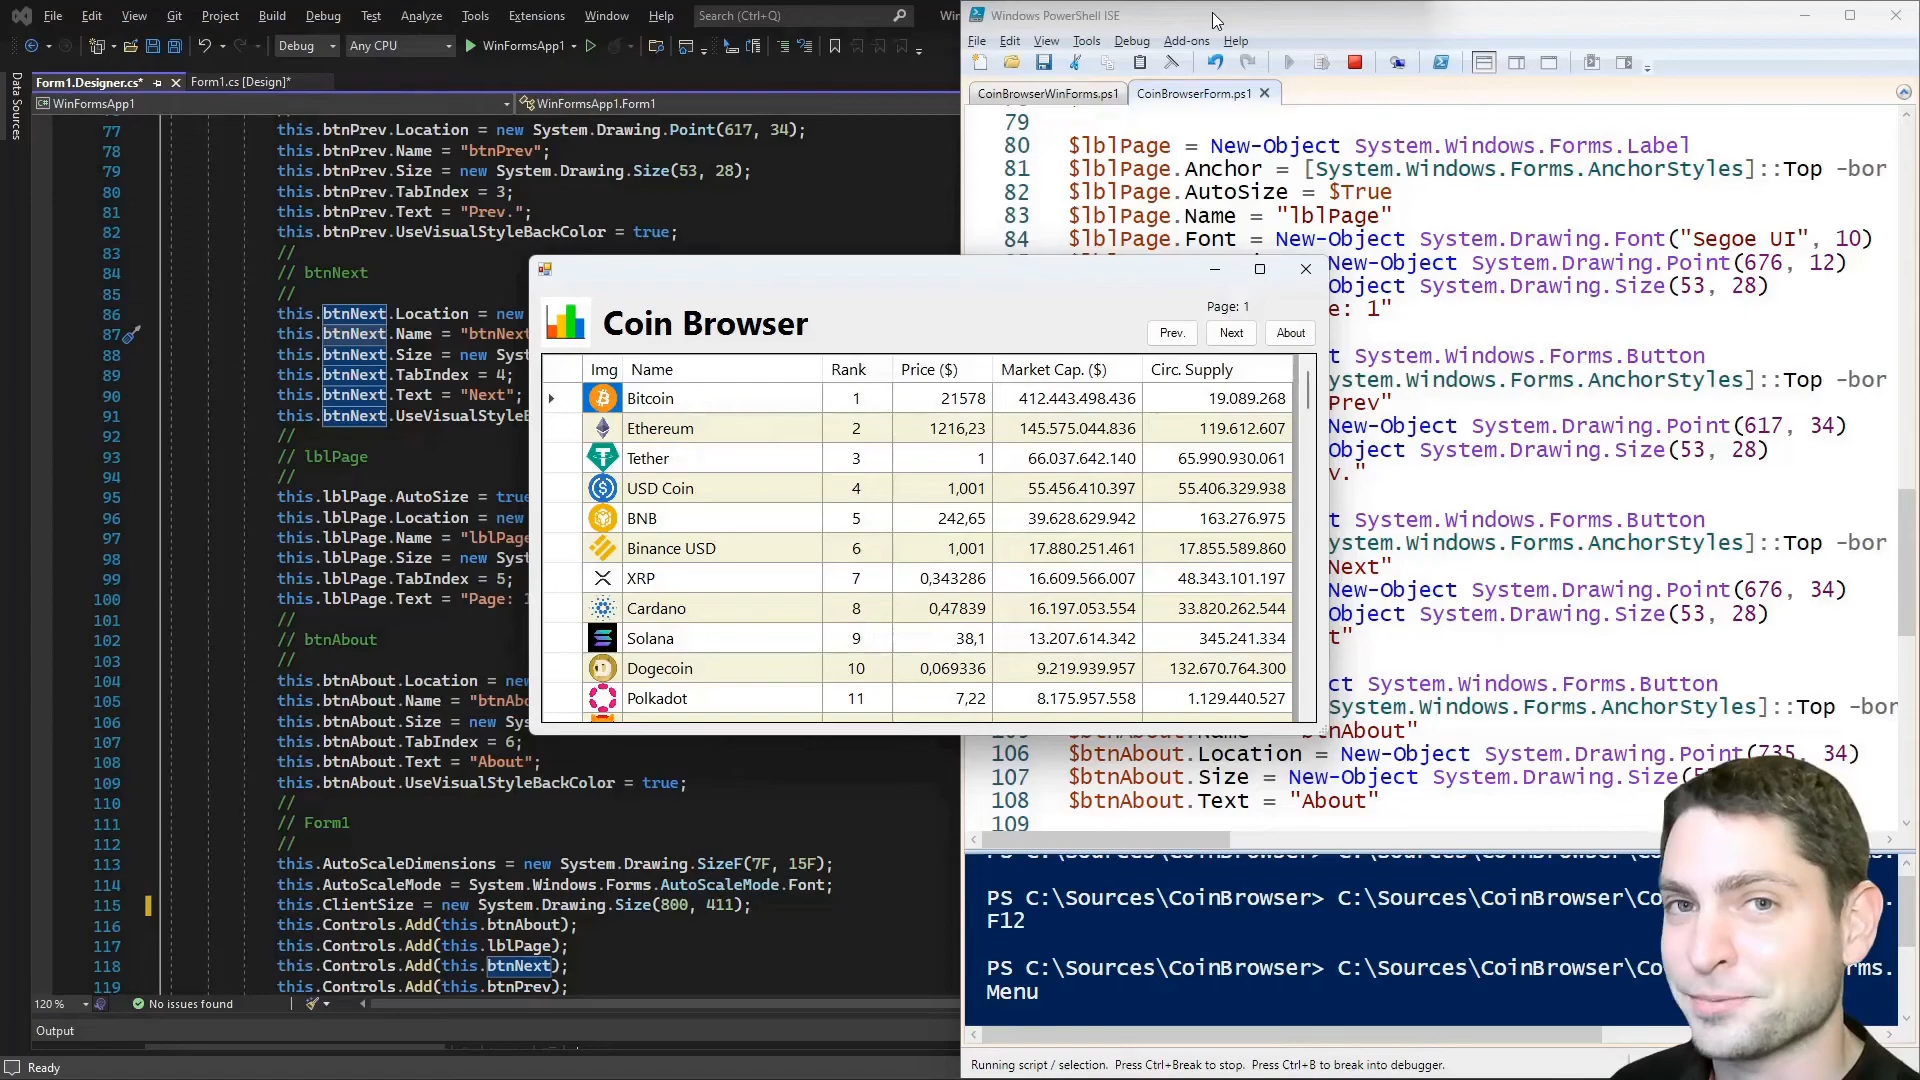 File Edit View Git Project Build Debug Test Analyze Tools Extensions Window Help Search (Ctrl+Q)
Debug Any CPU WinFormsApp1
Form1.Designer.cs* Form1.cs [Design]*
Data Sources
WinFormsApp1 WinFormsApp1.Form1
77 this.btnPrev.Location = new System.Drawing.Point(617, 34);
78 this.btnPrev.Name = "btnPrev";
79 this.btnPrev.Size = new System.Drawing.Size(53, 28);
80 this.btnPrev.TabIndex = 3;
81 this.btnPrev.Text = "Prev.";
82 this.btnPrev.UseVisualStyleBackColor = true;
83 //
84 // btnNext
85 //
86 this.btnNext.Location = new
87 this.btnNext.Name = "btnNext
88 this.btnNext.Size = new Syst
89 this.btnNext.TabIndex = 4;
90 this.btnNext.Text = "Next";
91 this.btnNext.UseVisualStyleB
92 //
93 // lblPage
94 //
95 this.lblPage.AutoSize = true
96 this.lblPage.Location = new
97 this.lblPage.Name = "lblPage
98 this.lblPage.Size = new Syst
99 this.lblPage.TabIndex = 5;
100 this.lblPage.Text = "Page: 1
101 //
102 // btnAbout
103 //
104 this.btnAbout.Location = new
105 this.btnAbout.Name = "btnAbo
106 this.btnAbout.Size = new Sys
107 this.btnAbout.TabIndex = 6;
108 this.btnAbout.Text = "About";
109 this.btnAbout.UseVisualStyleBackColor = true;
110 //
111 // Form1
112 //
113 this.AutoScaleDimensions = new System.Drawing.SizeF(7F, 15F);
114 this.AutoScaleMode = System.Windows.Forms.AutoScaleMode.Font;
115 this.ClientSize = new System.Drawing.Size(800, 411);
116 this.Controls.Add(this.btnAbout);
117 this.Controls.Add(this.lblPage);
118 this.Controls.Add(this.btnNext);
119 this.Controls.Add(this.btnPrev);
120 % No issues found
Output
Ready
Windows PowerShell ISE
File Edit View Tools Debug Add-ons Help
CoinBrowserWinForms.ps1 CoinBrowserForm.ps1
79
80 $lblPage = New-Object System.Windows.Forms.Label
81 $lblPage.Anchor = [System.Windows.Forms.AnchorStyles]::Top -bor
82 $lblPage.AutoSize = $True
83 $lblPage.Name = "lblPage"
84 $lblPage.Font = New-Object System.Drawing.Font("Segoe UI", 10)
New-Object System.Drawing.Point(676, 12)
Object System.Drawing.Size(53, 28)
e: 1"
t System.Windows.Forms.Button
ystem.Windows.Forms.AnchorStyles]::Top -bor
Prev"
w-Object System.Drawing.Point(617, 34)
Object System.Drawing.Size(53, 28)
v."
t System.Windows.Forms.Button
ystem.Windows.Forms.AnchorStyles]::Top -bor
Next"
w-Object System.Drawing.Point(676, 34)
Object System.Drawing.Size(53, 28)
t"
ct System.Windows.Forms.Button
System.Windows.Forms.AnchorStyles]::Top -bor
btnAbout"
106 $btnAbout.Location = New-Object System.Drawing.Point(735, 34)
107 $btnAbout.Size = New-Object System.Drawing.Size(5
108 $btnAbout.Text = "About"
109
PS C:\Sources\CoinBrowser> C:\Sources\CoinBrowser\Co
F12
PS C:\Sources\CoinBrowser> C:\Sources\CoinBrowser\Co rms.
Menu
Running script / selection. Press Ctrl+Break to stop. Press Ctrl+B to break into debugger.
Coin Browser
Page: 1
Prev. Next About
Img Name Rank Price ($) Market Cap. ($) Circ. Supply
Bitcoin 1 21578 412.443.498.436 19.089.268
Ethereum 2 1216,23 145.575.044.836 119.612.607
Tether 3 1 66.037.642.140 65.990.930.061
USD Coin 4 1,001 55.456.410.397 55.406.329.938
BNB 5 242,65 39.628.629.942 163.276.975
Binance USD 6 1,001 17.880.251.461 17.855.589.860
XRP 7 0,343286 16.609.566.007 48.343.101.197
Cardano 8 0,47839 16.197.053.554 33.820.262.544
Solana 9 38,1 13.207.614.342 345.241.334
Dogecoin 10 0,069336 9.219.939.957 132.670.764.300
Polkadot 11 7,22 8.175.957.558 1.129.440.527